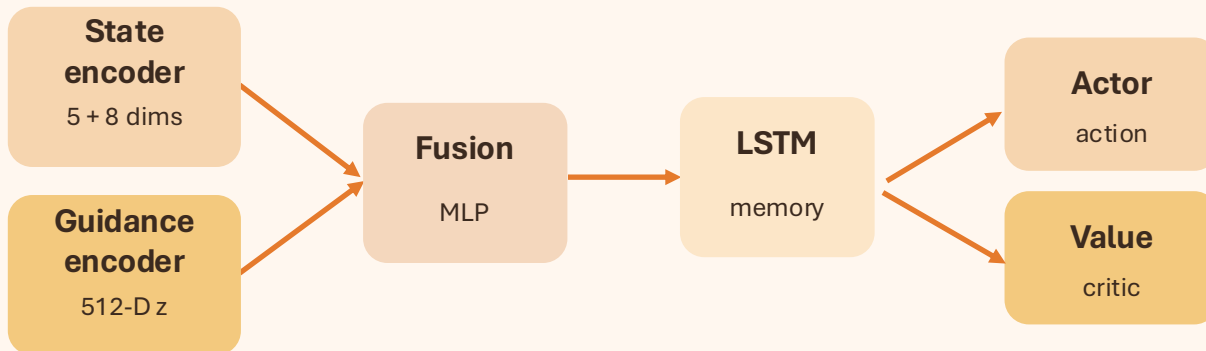 State
encoder
5 + 8 dims
Guidance
encoder
512-D z
Fusion
MLP
LSTM
memory
Actor
action
Value
critic